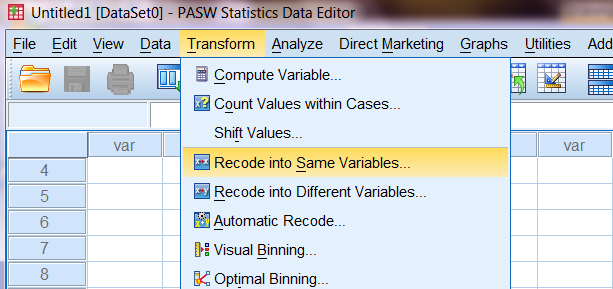 Untitled1 [DataSet0] - PASW Statistics Data Editor
File Edit View Data Transform Analyze Direct Marketing Graphs Utilities Add
Compute Variable...
Count Values within Cases...
Shift Values...
var var
Recode into Same Variables...
4
Recode into Different Variables...
5
Automatic Recode...
6
Visual Binning...
7
Optimal Binning...
8